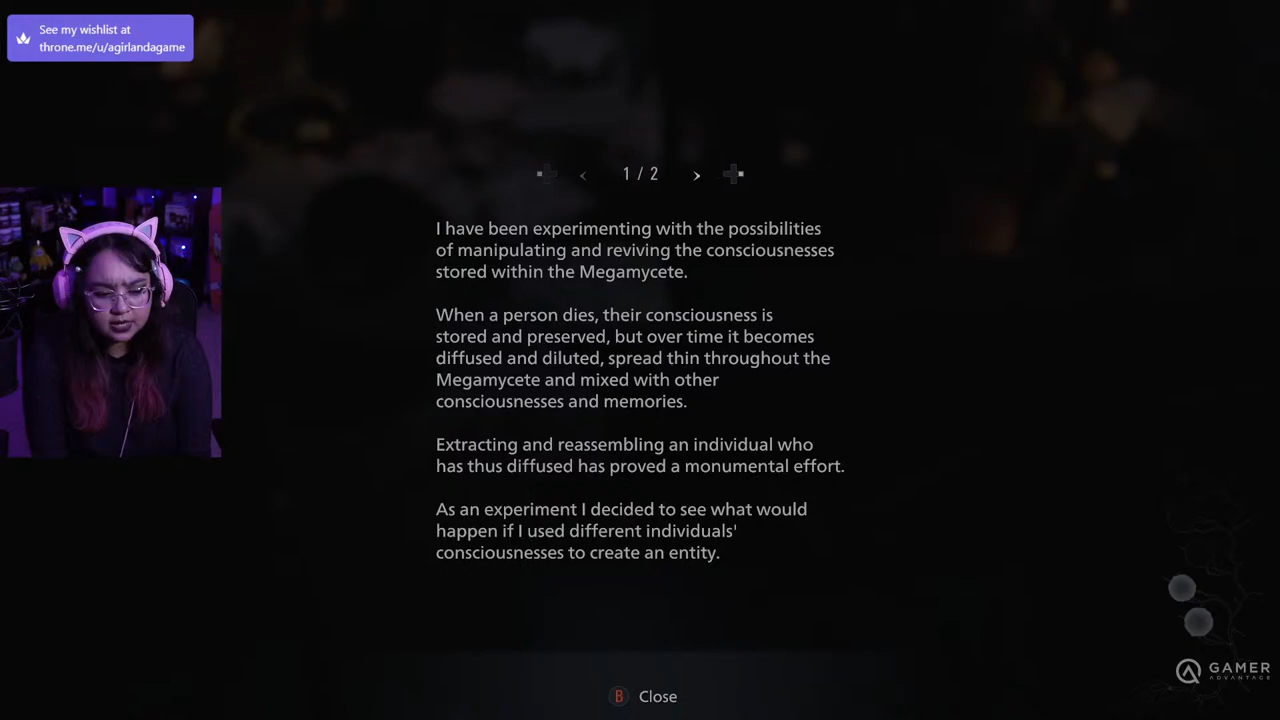 See my wishlist at
throne.me/u/agirlandagame
1 / 2
I have been experimenting with the possibilities
of manipulating and reviving the consciousnesses
stored within the Megamycete.
When a person dies, their consciousness is
stored and preserved, but over time it becomes
diffused and diluted, spread thin throughout the
Megamycete and mixed with other
consciousnesses and memories.
Extracting and reassembling an individual who
has thus diffused has proved a monumental effort.
As an experiment I decided to see what would
happen if I used different individuals'
consciousnesses to create an entity.
GAMER
ADVANTAGE
B Close